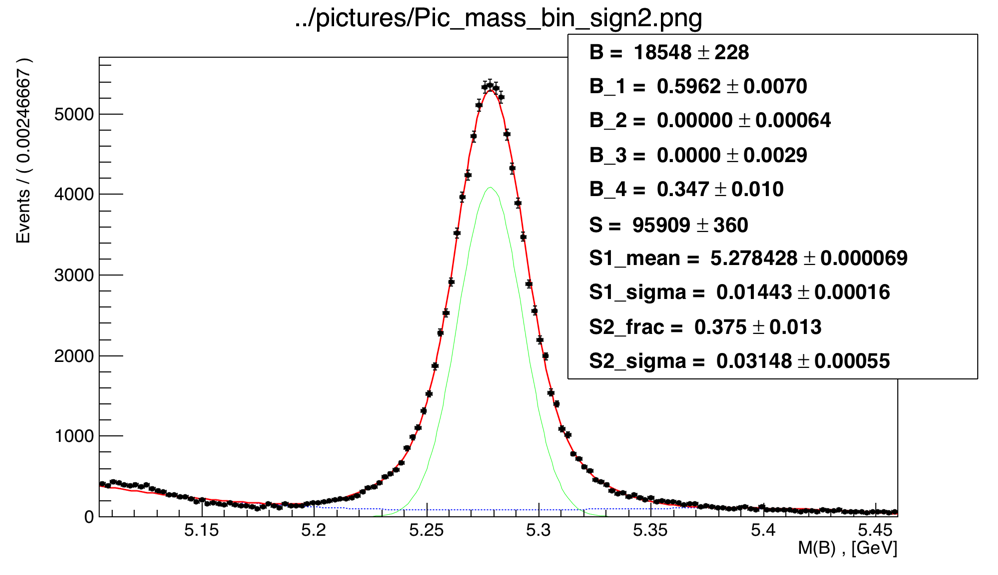 ../pictures/Pic_mass_bin_sign2.png
B = 18548 ± 228
B_1 = 0.5962 ± 0.0070
B_2 = 0.00000 ± 0.00064
B_3 = 0.0000 ± 0.0029
B_4 = 0.347 ± 0.010
S = 95909 ± 360
S1_mean = 5.278428 ± 0.000069
S1_sigma = 0.01443 ± 0.00016
S2_frac = 0.375 ± 0.013
S2_sigma = 0.03148 ± 0.00055
Events / ( 0.00246667 )
5000
4000
3000
2000
1000
0
5.15 5.2 5.25 5.3 5.35 5.4 5.45
M(B) , [GeV]